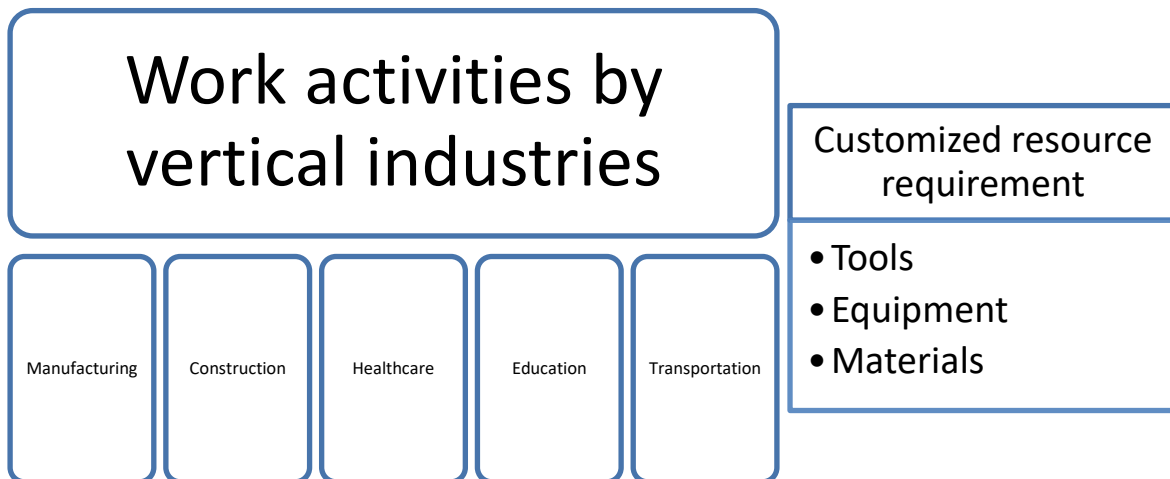 Work activities by
vertical industries
Manufacturing
Construction
Healthcare
Education
Transportation
Customized resource
requirement
• Tools
• Equipment
• Materials